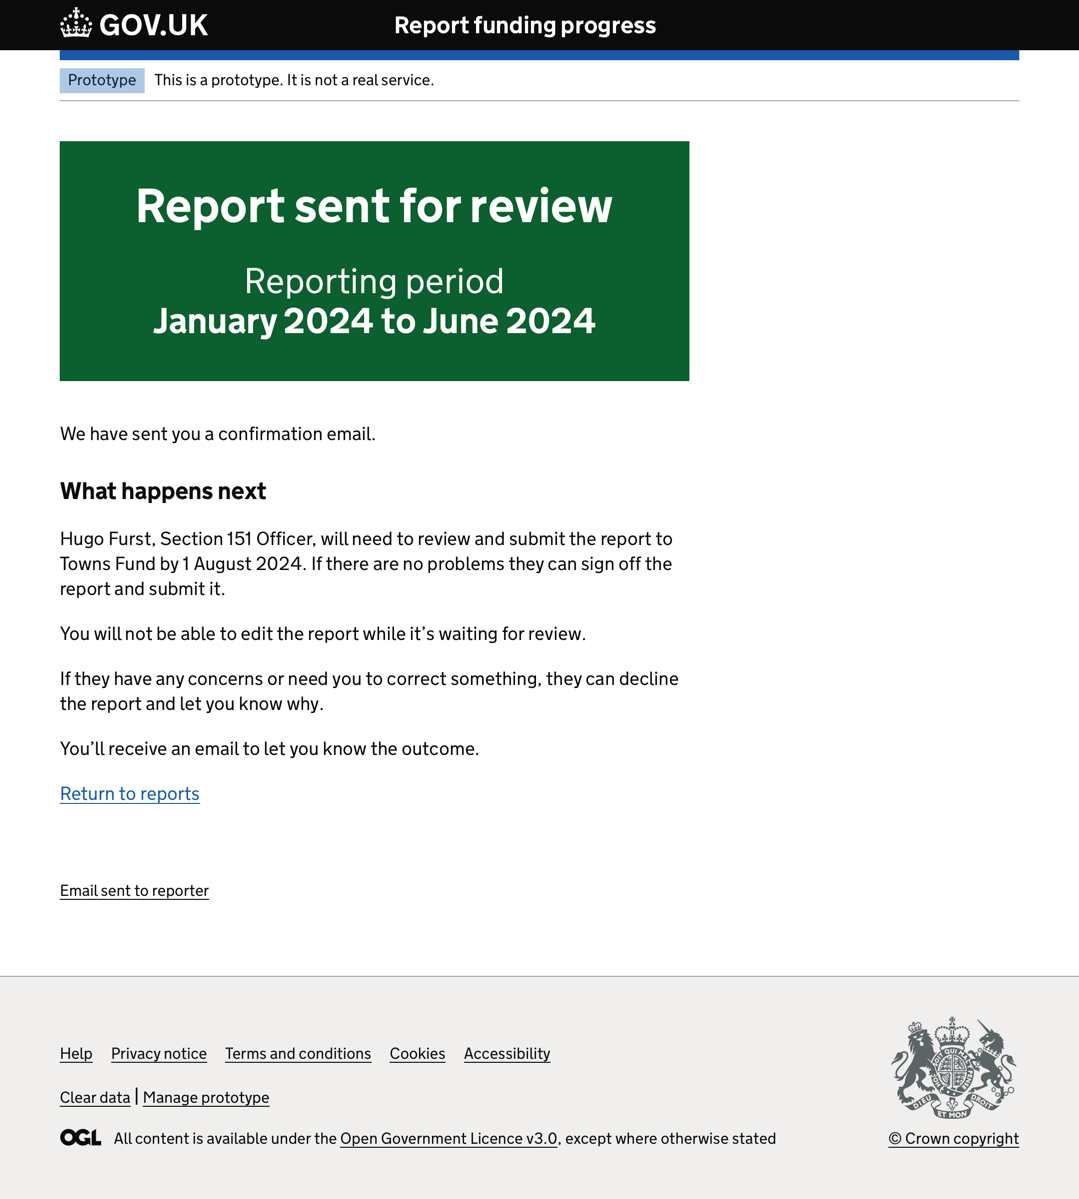 GOV.UK
Report funding progress
Prototype
This is a prototype. It is not a real service.
Report sent for review
Reporting period
January 2024 to June 2024
We have sent you a confirmation email.
What happens next
Hugo Furst, Section 151 Officer, will need to review and submit the report to
Towns Fund by 1 August 2024. If there are no problems they can sign off the
report and submit it.
You will not be able to edit the report while it’s waiting for review.
If they have any concerns or need you to correct something, they can decline
the report and let you know why.
You’ll receive an email to let you know the outcome.
Return to reports
Email sent to reporter
Help Privacy notice Terms and conditions Cookies Accessibility
Clear data | Manage prototype
DIEU ET MON DROIT
OGL All content is available under the Open Government Licence v3.0, except where otherwise stated
© Crown copyright